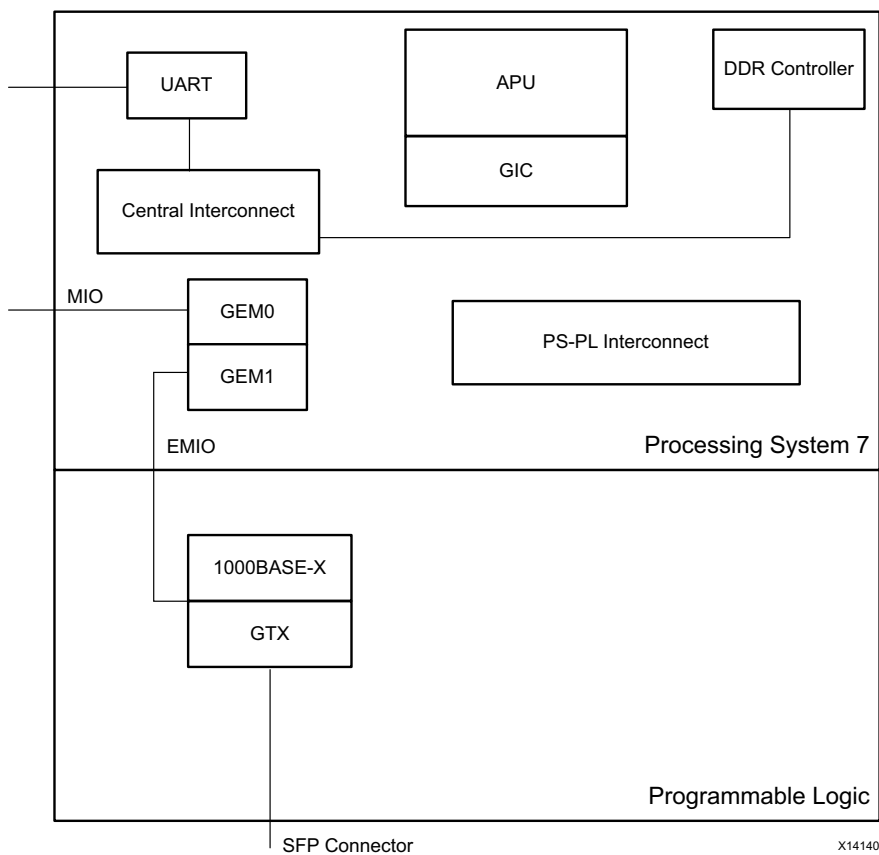 UART
APU
DDR Controller
GIC
Central Interconnect
MIO
GEM0
PS-PL Interconnect
GEM1
EMIO
Processing System 7
1000BASE-X
GTX
Programmable Logic
SFP Connector
X14140